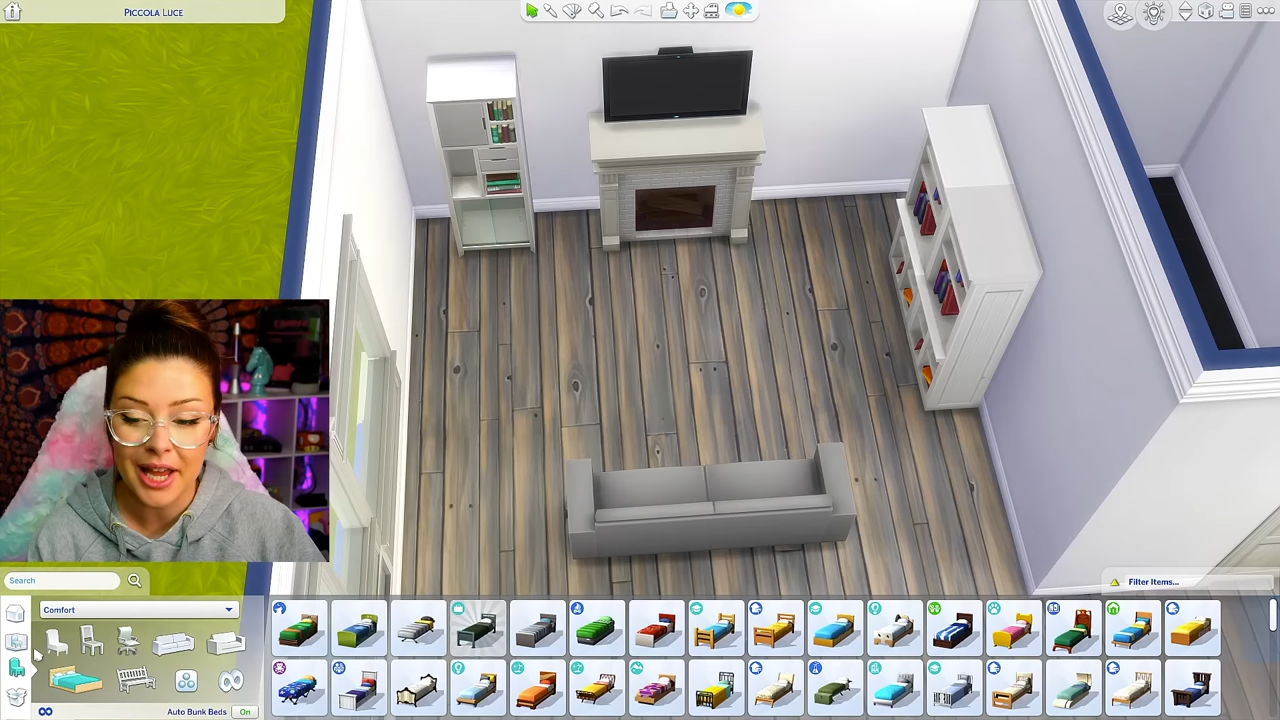 PICCOLA LUCE
Search
Filter Items...
Comfort
Auto Bunk Beds
On